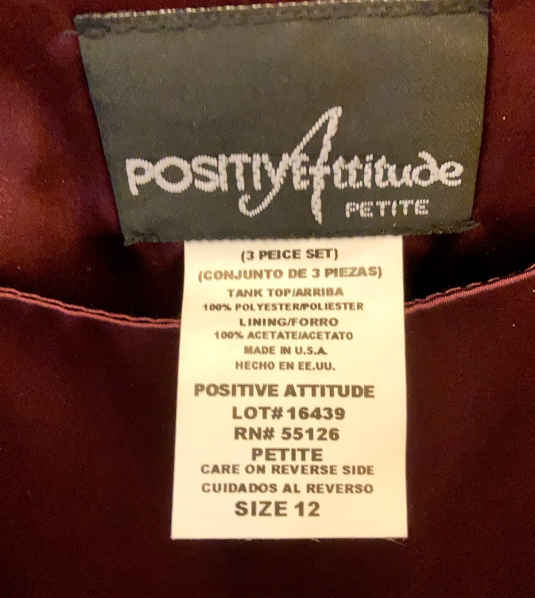 POSITIVE Attitude
PETITE
(3 PEICE SET)
(CONJUNTO DE 3 PIEZAS)
TANK TOP/ARRIBA
100% POLYESTER/POLIESTER
LINING/FORRO
100% ACETATE/ACETATO
MADE IN U.S.A.
HECHO EN EE.UU.
POSITIVE ATTITUDE
LOT# 16439
RN# 55126
PETITE
CARE ON REVERSE SIDE
CUIDADOS AL REVERSO
SIZE 12